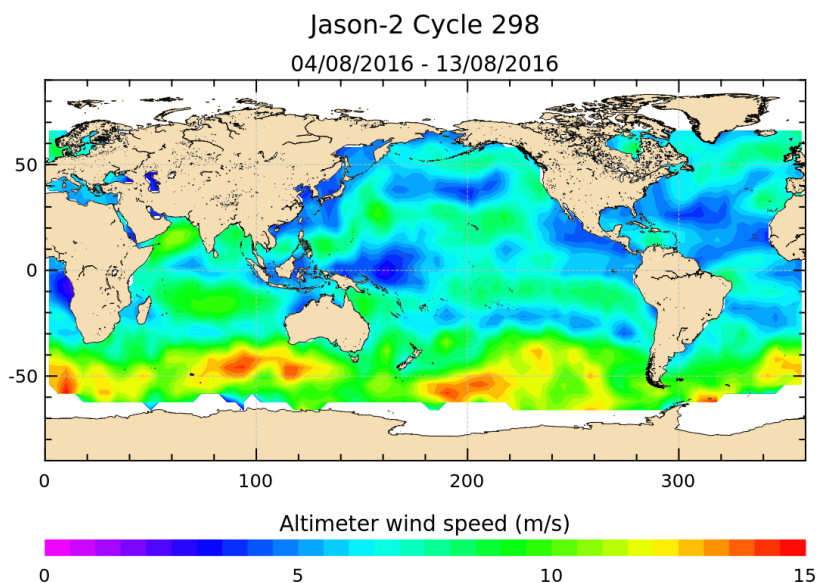 Jason-2 Cycle 298
04/08/2016 - 13/08/2016
50
0
-50
0 100 200 300
Altimeter wind speed (m/s)
0 5 10 15